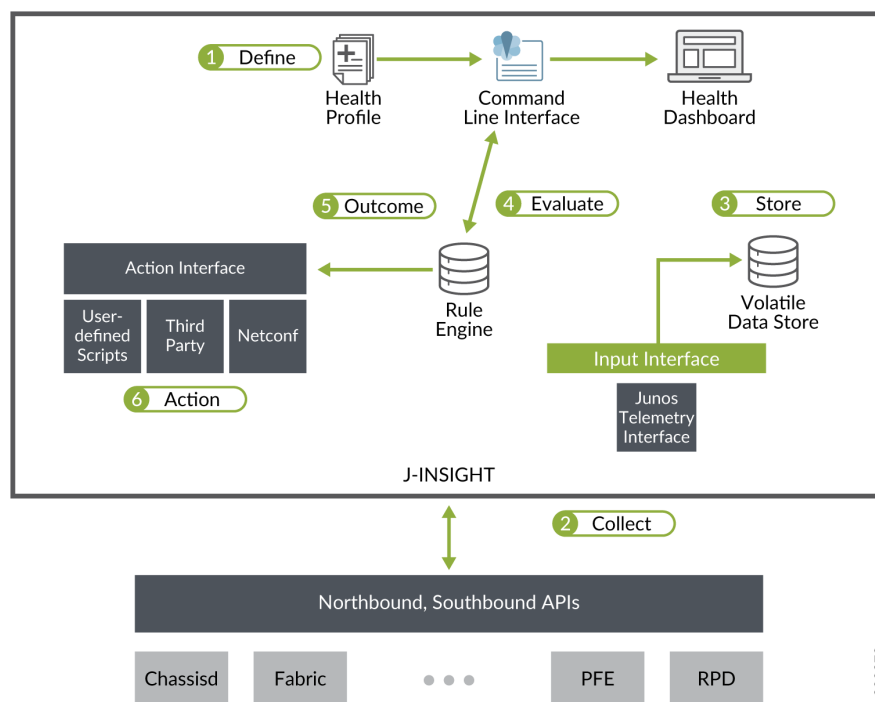 1 Define
Health
Profile
Command
Line Interface
Health
Dashboard
5 Outcome
4 Evaluate
3 Store
Action Interface
User-
defined
Scripts
Third
Party
Netconf
Rule
Engine
Volatile
Data Store
Input Interface
6 Action
Junos
Telemetry
Interface
J-INSIGHT
2 Collect
Northbound, Southbound APIs
Chassisd
Fabric
PFE
RPD